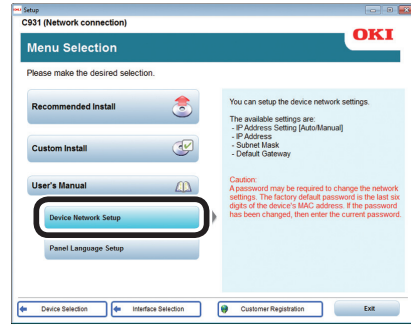 Setup
C931 (Network connection)
OKI
Menu Selection
Please make the desired selection.
Recommended Install
Custom Install
User's Manual
Device Network Setup
Panel Language Setup
You can setup the device network settings.
The available settings are:
- IP Address Setting [Auto/Manual]
- IP Address
- Subnet Mask
- Default Gateway
Caution:
A password may be required to change the network
settings. The factory default password is the last six
digits of the device's MAC address. If the password
has been changed, then enter the current password.
Device Selection
Interface Selection
Customer Registration
Exit